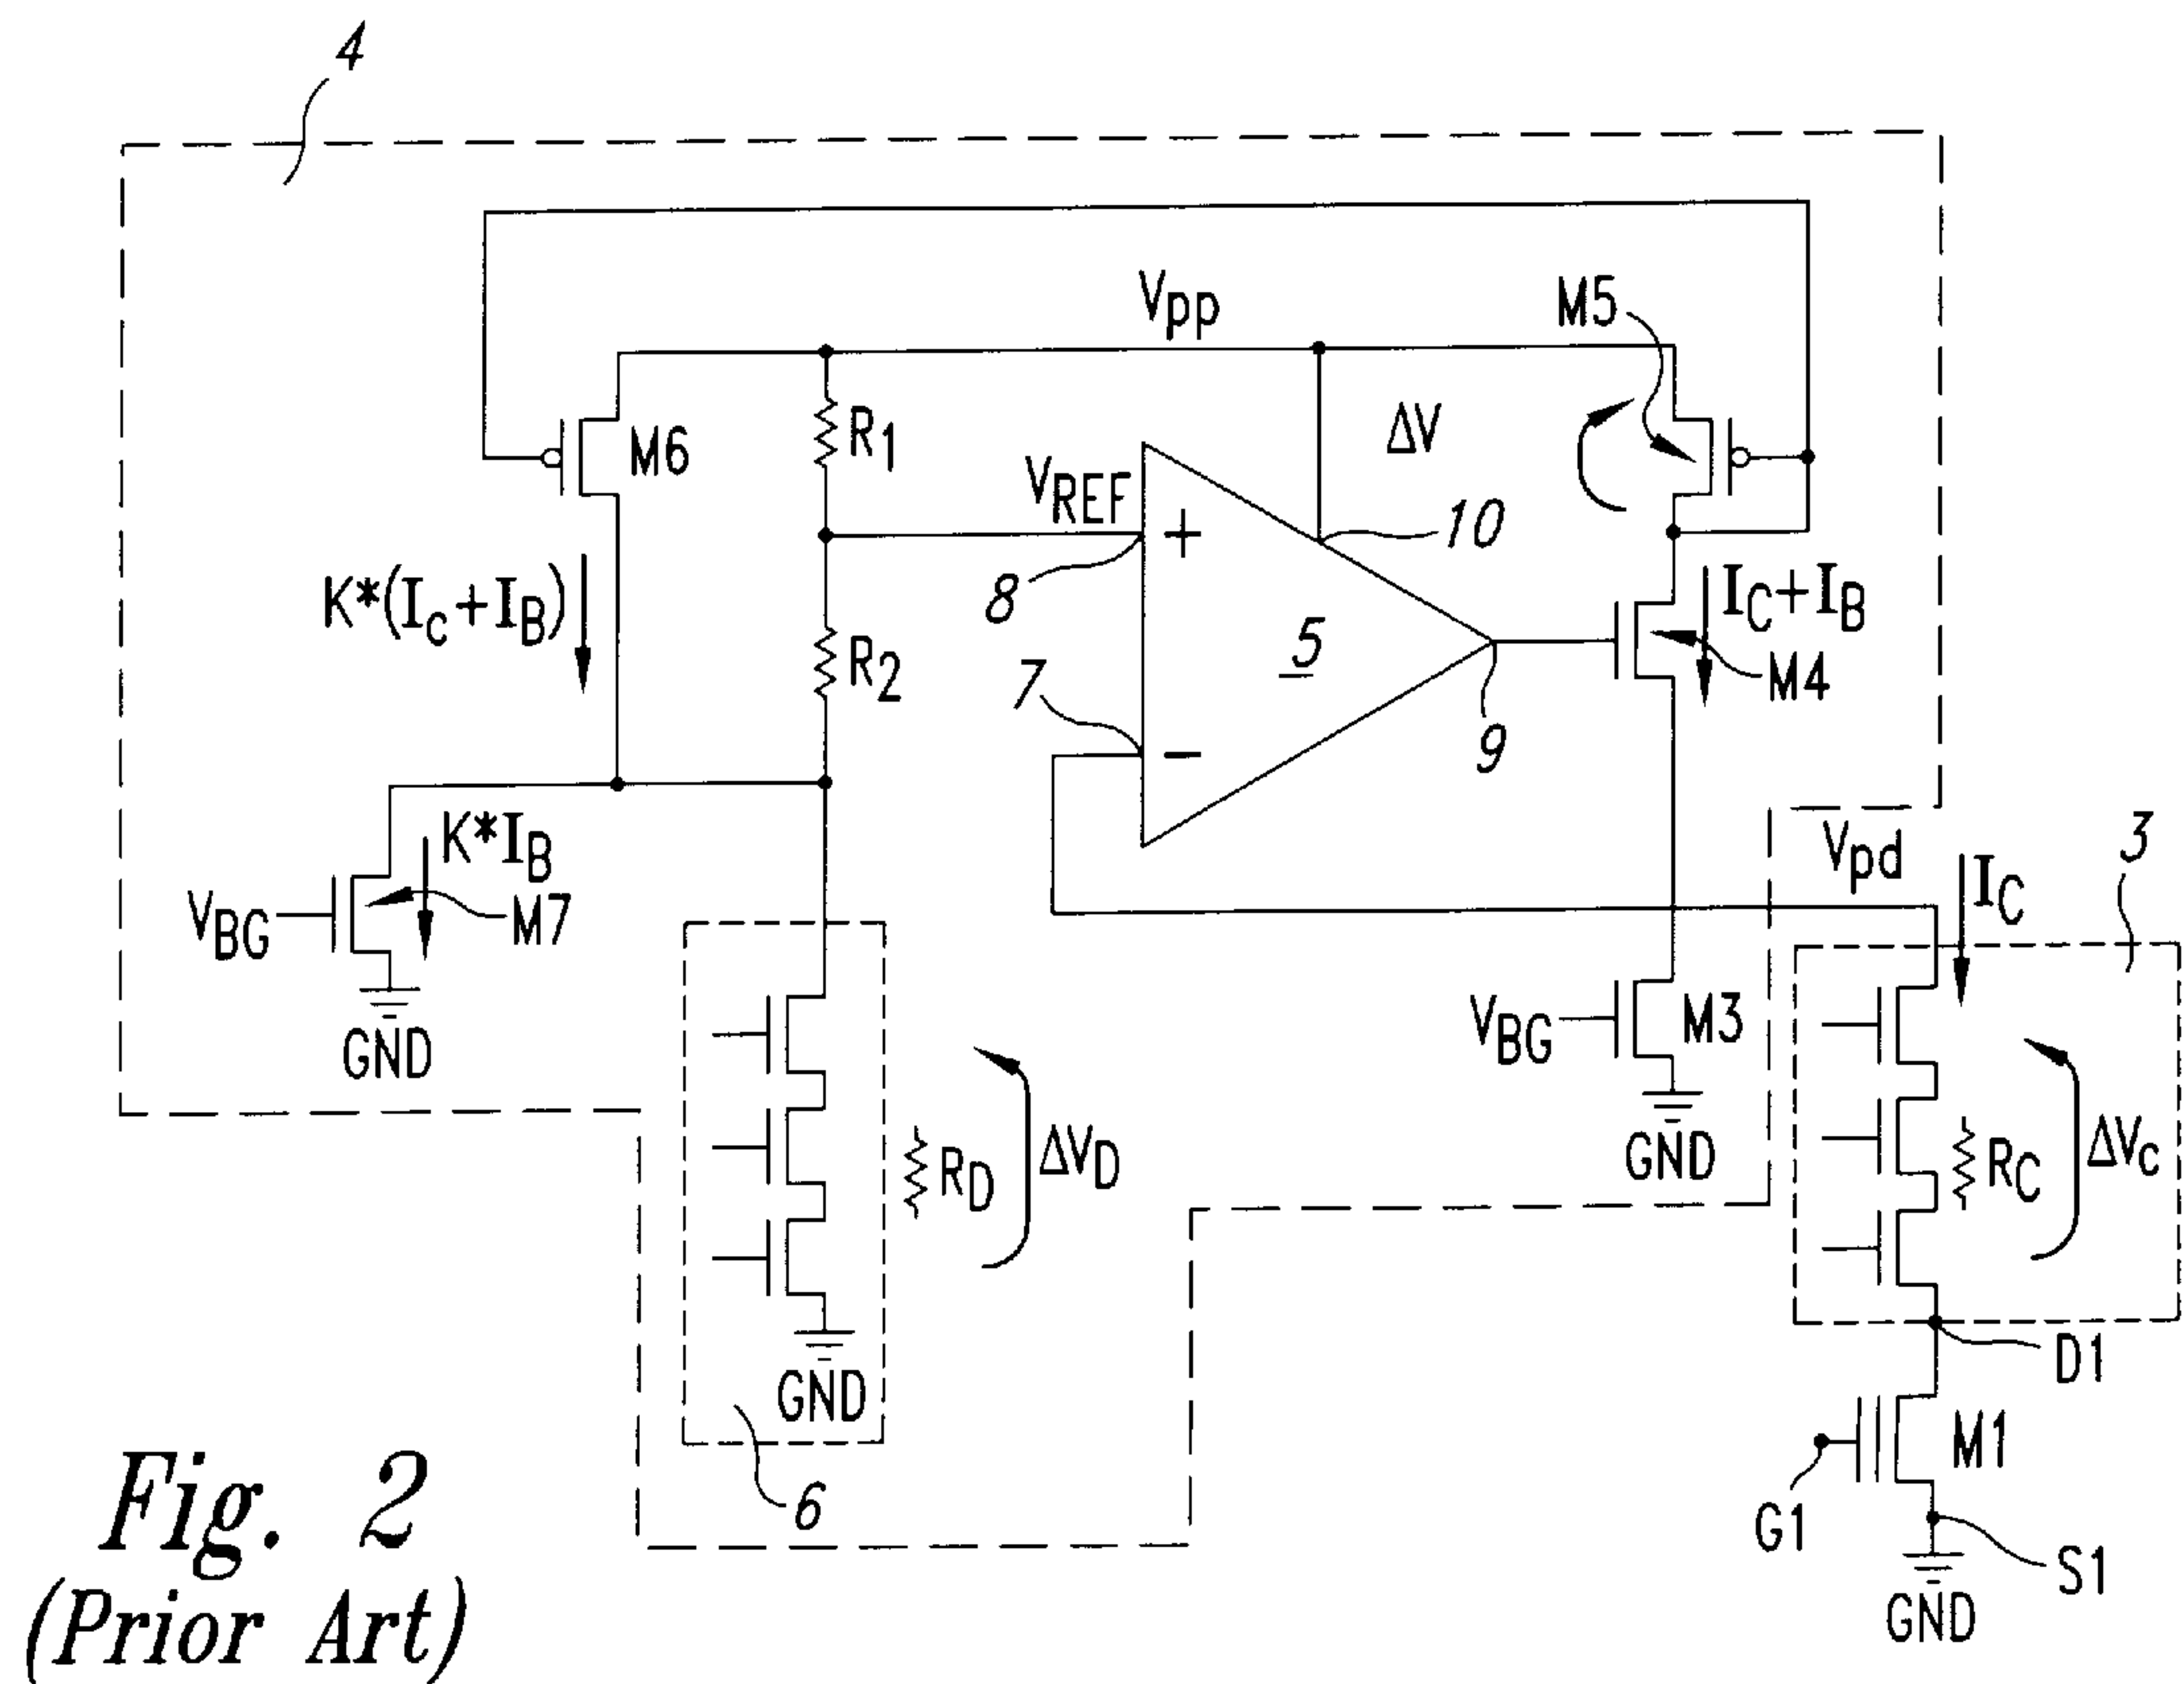 4
Vpp
M5
M6
R1
ΔV
VREF
+
10
8
K*(Ic+IB)
IC+IB
5
R2
M4
7
9
−
K*IB
Vpd
3
IC
VBG
M7
VBG
M3
GND
RD
ΔVD
GND
RC
ΔVc
D1
GND
M1
6
G1
S1
GND
Fig. 2
(Prior Art)